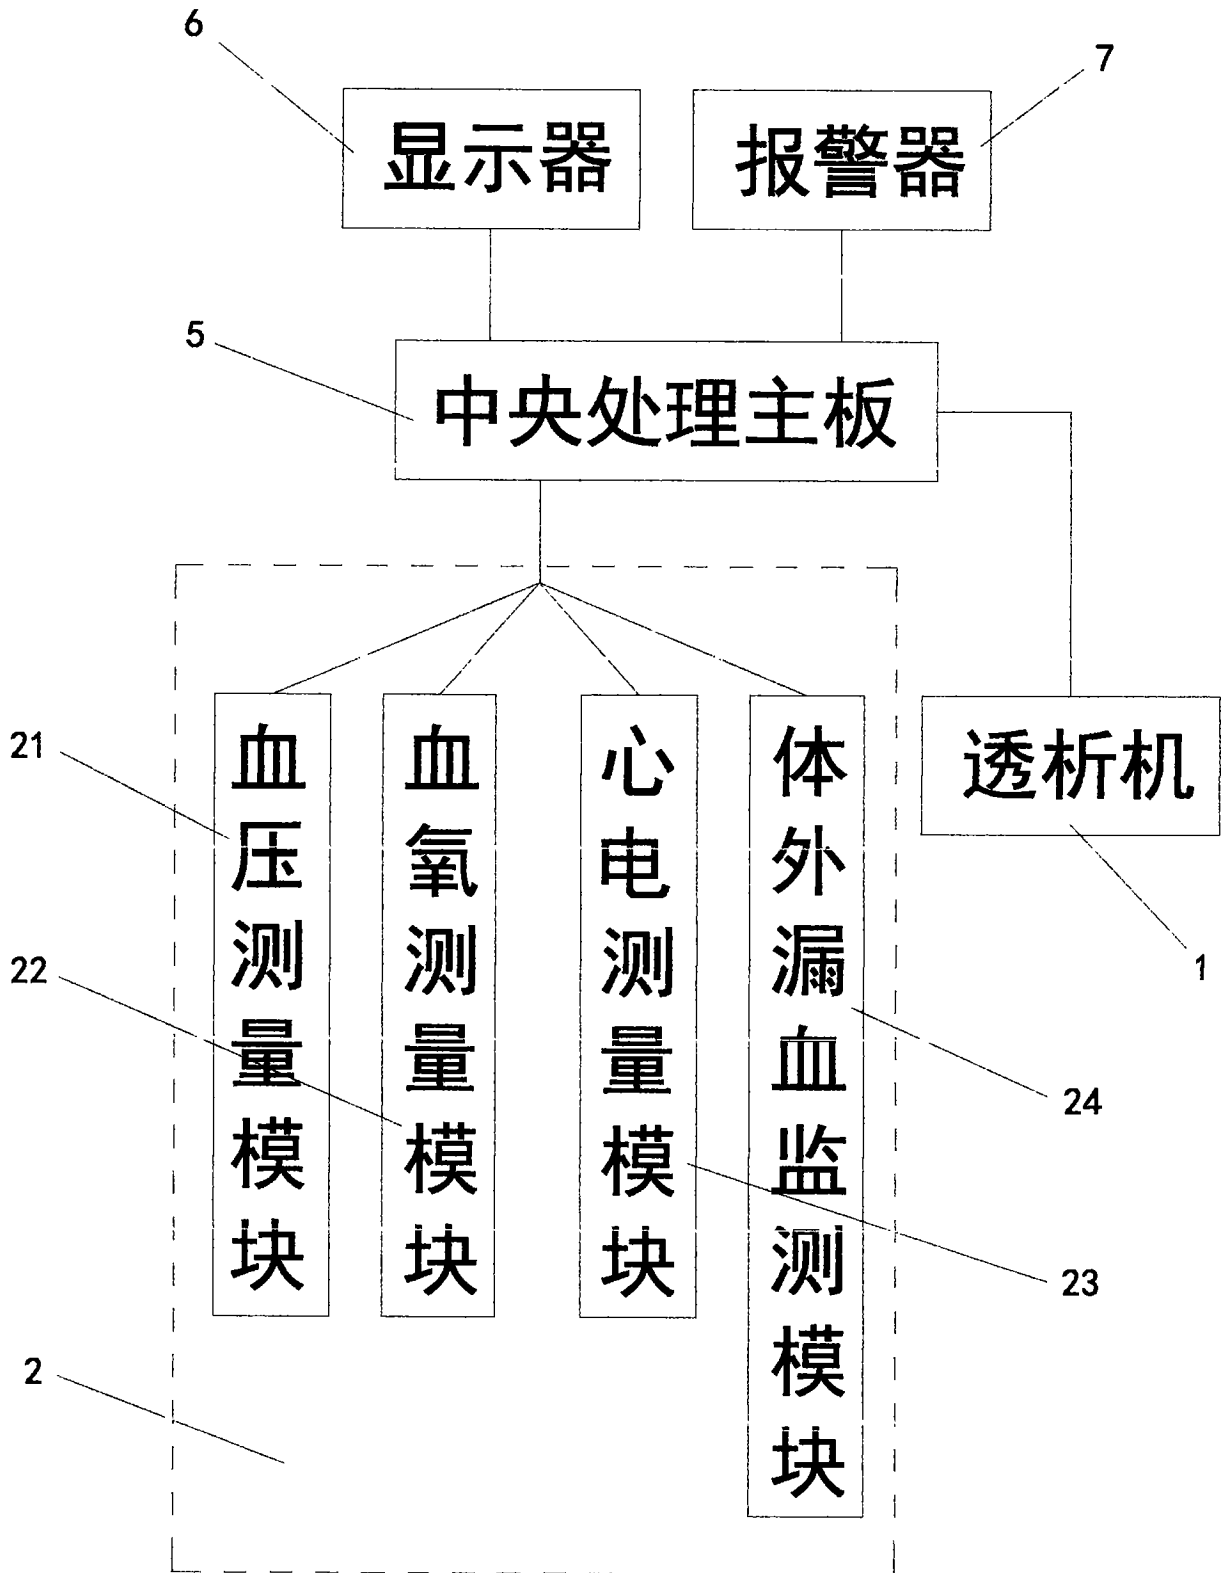 6
7
显示器
报警器
5
中央处理主板
21
血压测量模块
血氧测量模块
心电测量模块
体外漏血监测模块
透析机
22
1
24
23
2